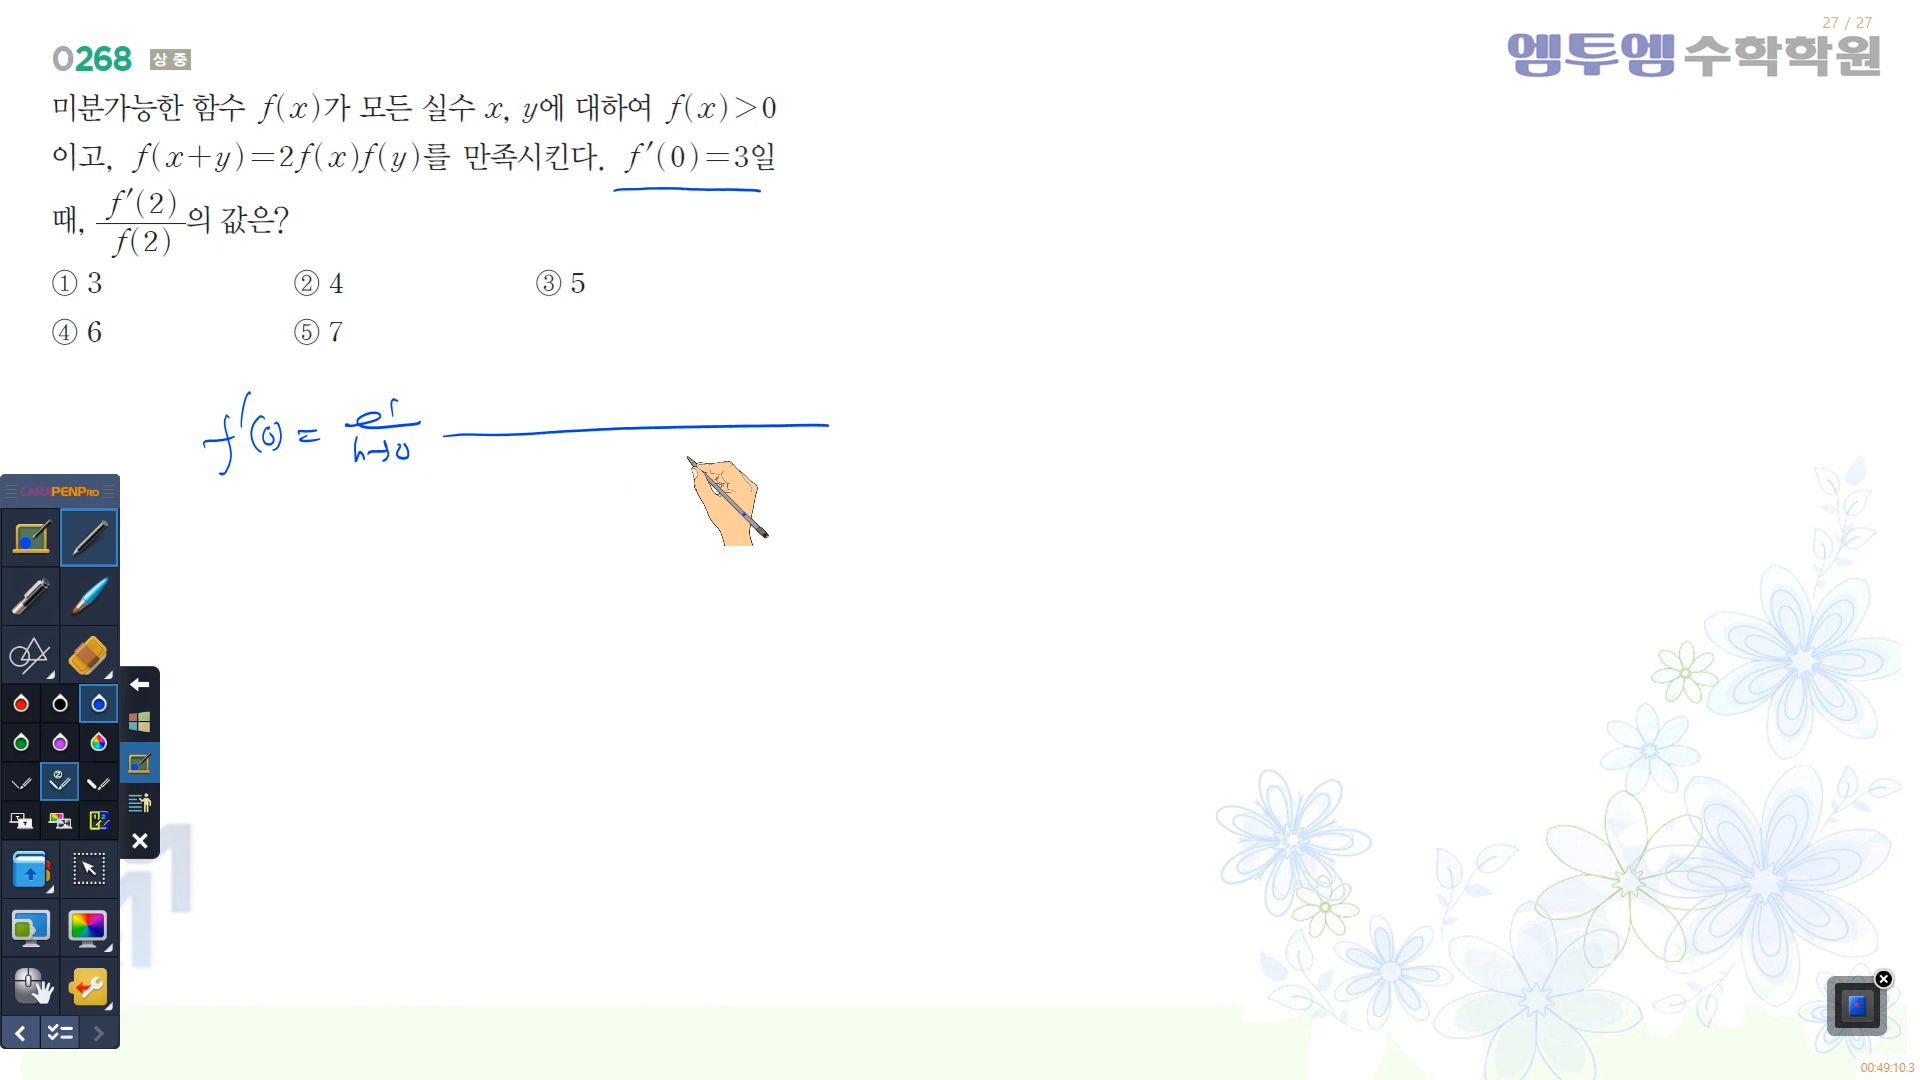 27 / 27
엠투엠 수학학원
0268 상 중
미분가능한 함수 f(x)가 모든 실수 x, y에 대하여 f(x)>0
이고, f(x+y)=2f(x)f(y)를 만족시킨다. f′(0)=3일
때, f′(2)/f(2)의 값은?
① 3 ② 4 ③ 5
④ 6 ⑤ 7
f'(0) =
h→0
CARAPENPRO
00:49:10.3